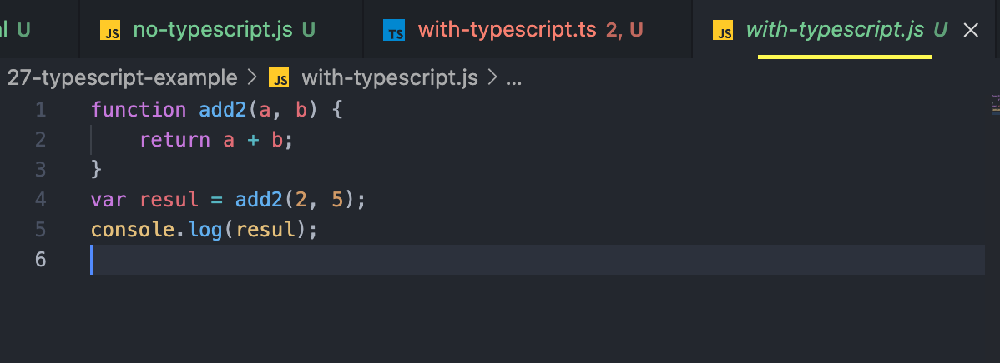 l U JS no-typescript.js U TS with-typescript.ts 2, U JS with-typescript.js U
27-typescript-example > JS with-typescript.js > ...
1 function add2(a, b) {
2 return a + b;
3 }
4 var resul = add2(2, 5);
5 console.log(resul);
6